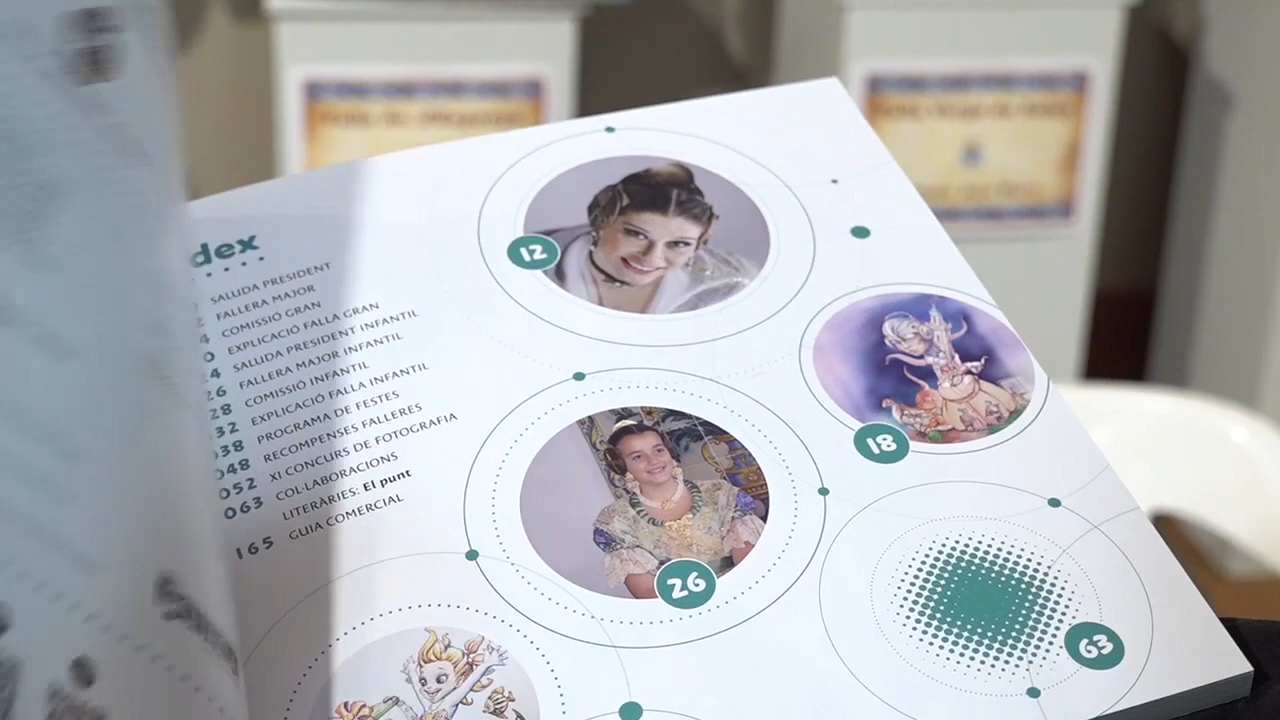 dex
SALUDA PRESIDENT
FALLERA MAJOR
COMISSIÓ GRAN
EXPLICACIÓ FALLA GRAN
SALUDA PRESIDENT INFANTIL
26 FALLERA MAJOR INFANTIL
28 COMISSIÓ INFANTIL
32 EXPLICACIÓ FALLA INFANTIL
038 PROGRAMA DE FESTES
048 RECOMPENSES FALLERES
052 XI CONCURS DE FOTOGRAFIA
063 COL·LABORACIONS
LITERÀRIES: El punt
165 GUIA COMERCIAL
12
18
26
63